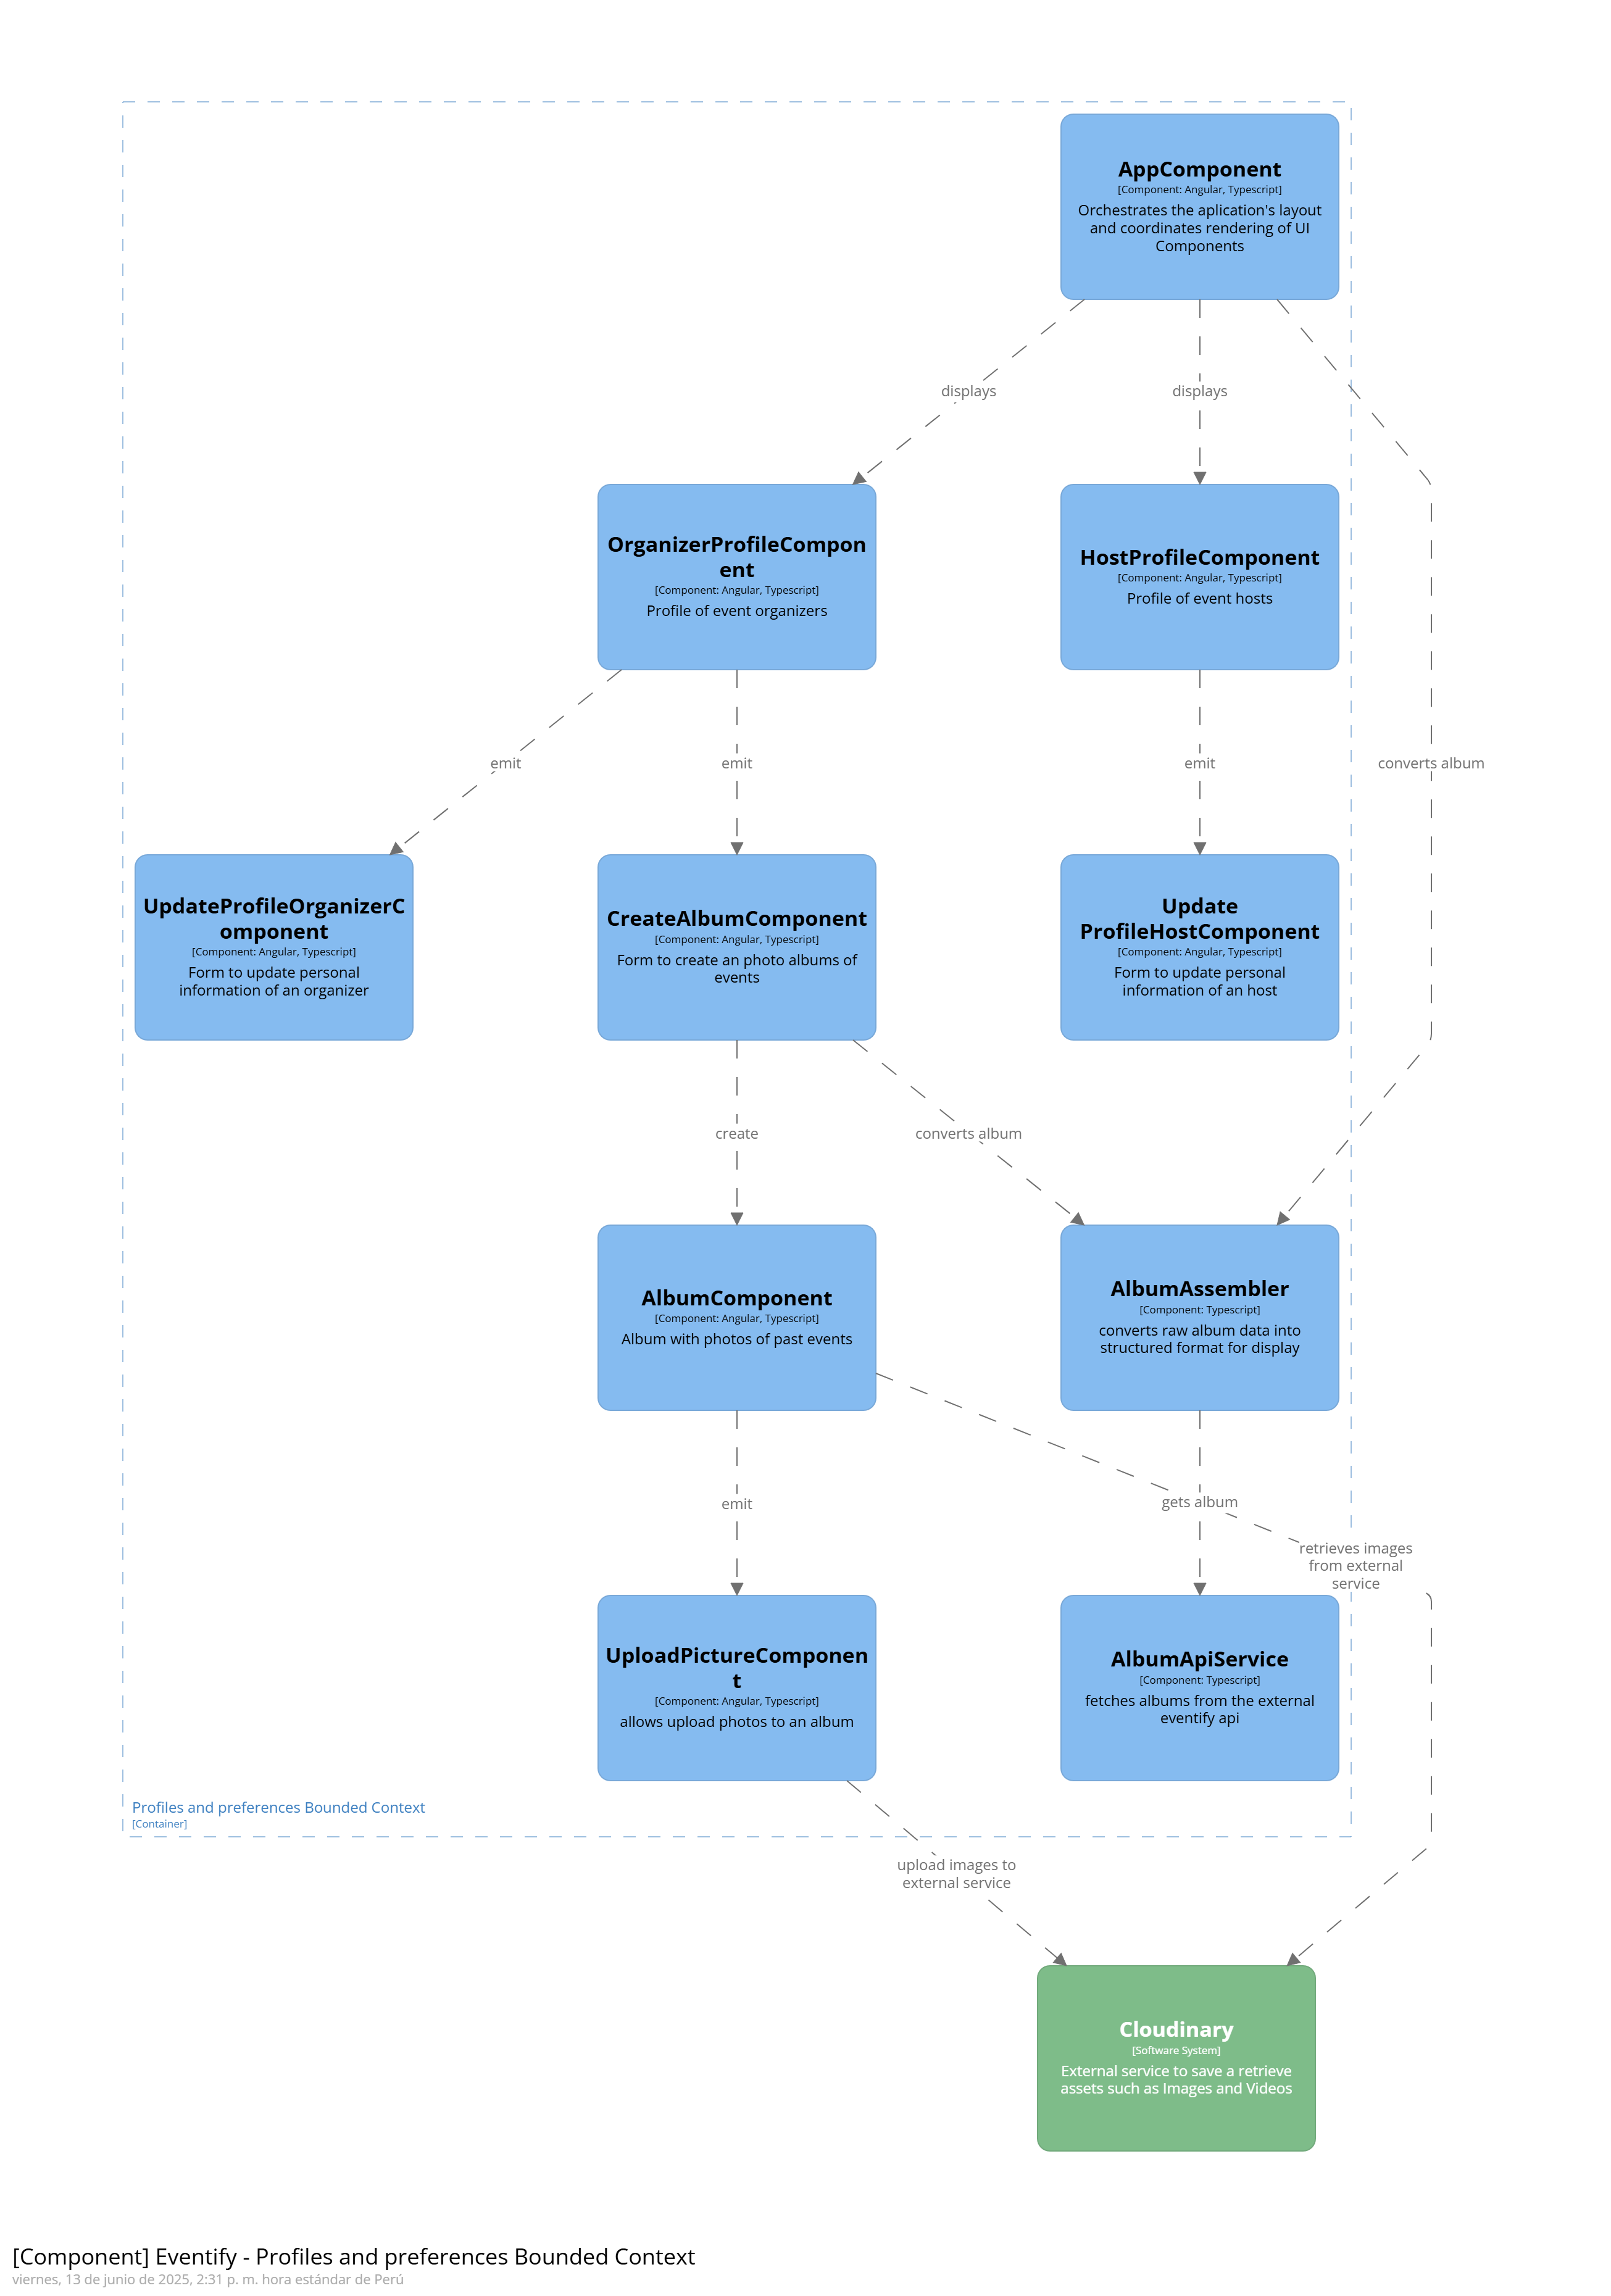 AppComponent
[Component: Angular, Typescript]
Orchestrates the aplication's layout
and coordinates rendering of UI
Components
displays
displays
OrganizerProfileCompon
ent
[Component: Angular, Typescript]
Profile of event organizers
HostProfileComponent
[Component: Angular, Typescript]
Profile of event hosts
emit
emit
emit
converts album
UpdateProfileOrganizerC
omponent
[Component: Angular, Typescript]
Form to update personal
information of an organizer
CreateAlbumComponent
[Component: Angular, Typescript]
Form to create an photo albums of
events
Update
ProfileHostComponent
[Component: Angular, Typescript]
Form to update personal
information of an host
create
converts album
AlbumComponent
[Component: Angular, Typescript]
Album with photos of past events
AlbumAssembler
[Component: Typescript]
converts raw album data into
structured format for display
emit
gets album
retrieves images
from external
service
UploadPictureComponen
t
[Component: Angular, Typescript]
allows upload photos to an album
AlbumApiService
[Component: Typescript]
fetches albums from the external
eventify api
Profiles and preferences Bounded Context
[Container]
upload images to
external service
Cloudinary
[Software System]
External service to save a retrieve
assets such as Images and Videos
[Component] Eventify - Profiles and preferences Bounded Context
viernes, 13 de junio de 2025, 2:31 p. m. hora estándar de Perú